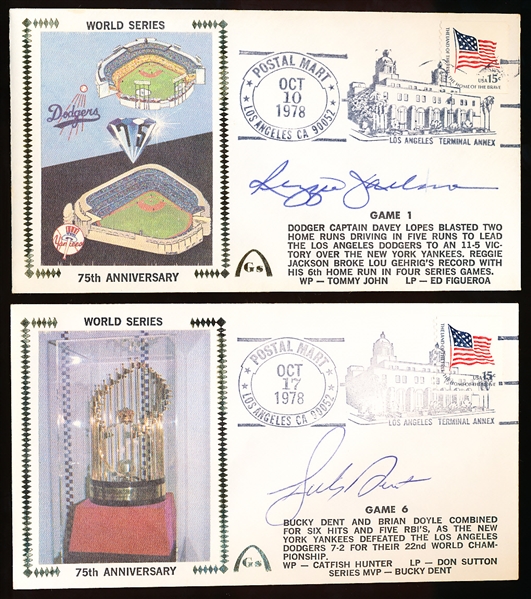 WORLD SERIES
Dodgers
75
Yankees
75th ANNIVERSARY
Gs
POSTAL MART
OCT
10
1978
LOS ANGELES CA 90052
LOS ANGELES TERMINAL ANNEX
USA 15c
Reggie Jackson
GAME 1
DODGER CAPTAIN DAVEY LOPES BLASTED TWO
HOME RUNS DRIVING IN FIVE RUNS TO LEAD
THE LOS ANGELES DODGERS TO AN 11-5 VIC-
TORY OVER THE NEW YORK YANKEES. REGGIE
JACKSON BROKE LOU GEHRIG'S RECORD WITH
HIS 6th HOME RUN IN FOUR SERIES GAMES.
WP — TOMMY JOHN LP — ED FIGUEROA
WORLD SERIES
75th ANNIVERSARY
Gs
POSTAL MART
OCT
17
1978
LOS ANGELES CA 90052
LOS ANGELES TERMINAL ANNEX
USA 15c
Bucky Dent
GAME 6
BUCKY DENT AND BRIAN DOYLE COMBINED
FOR SIX HITS AND FIVE RBI'S, AS THE NEW
YORK YANKEES DEFEATED THE LOS ANGELES
DODGERS 7-2 FOR THEIR 22nd WORLD CHAM-
PIONSHIP.
WP — CATFISH HUNTER LP — DON SUTTON
SERIES MVP — BUCKY DENT